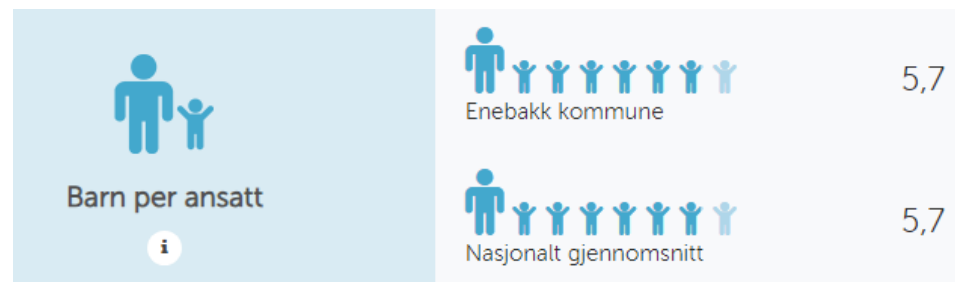 Barn per ansatt
i
Enebakk kommune
5,7
Nasjonalt gjennomsnitt
5,7